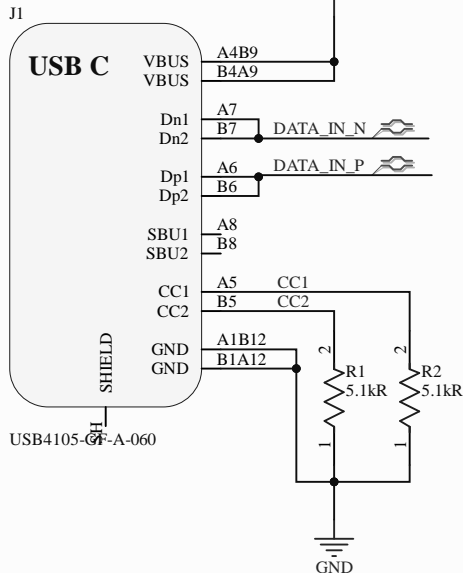 J1
USB C
VBUS A4B9
VBUS B4A9
Dn1 A7
Dn2 B7 DATA_IN_N
Dp1 A6 DATA_IN_P
Dp2 B6
SBU1 A8
SBU2 B8
CC1 A5 CC1
CC2 B5 CC2
GND A1B12
GND B1A12
SHIELD
SH
USB4105-GF-A-060
2 2
R1 R2
5.1kR 5.1kR
1 1
GND